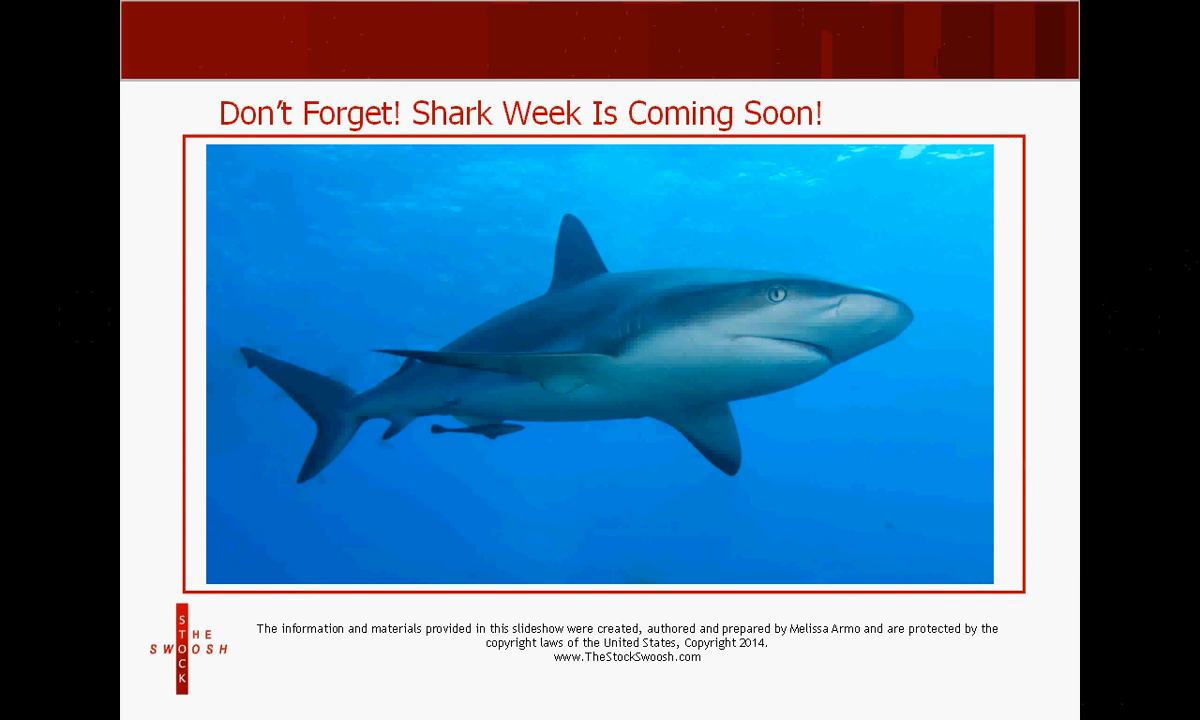 Don't Forget! Shark Week Is Coming Soon!
THE
SWOOSH
STOCK
The information and materials provided in this slideshow were created, authored and prepared by Melissa Armo and are protected by the
copyright laws of the United States, Copyright 2014.
www.TheStockSwoosh.com